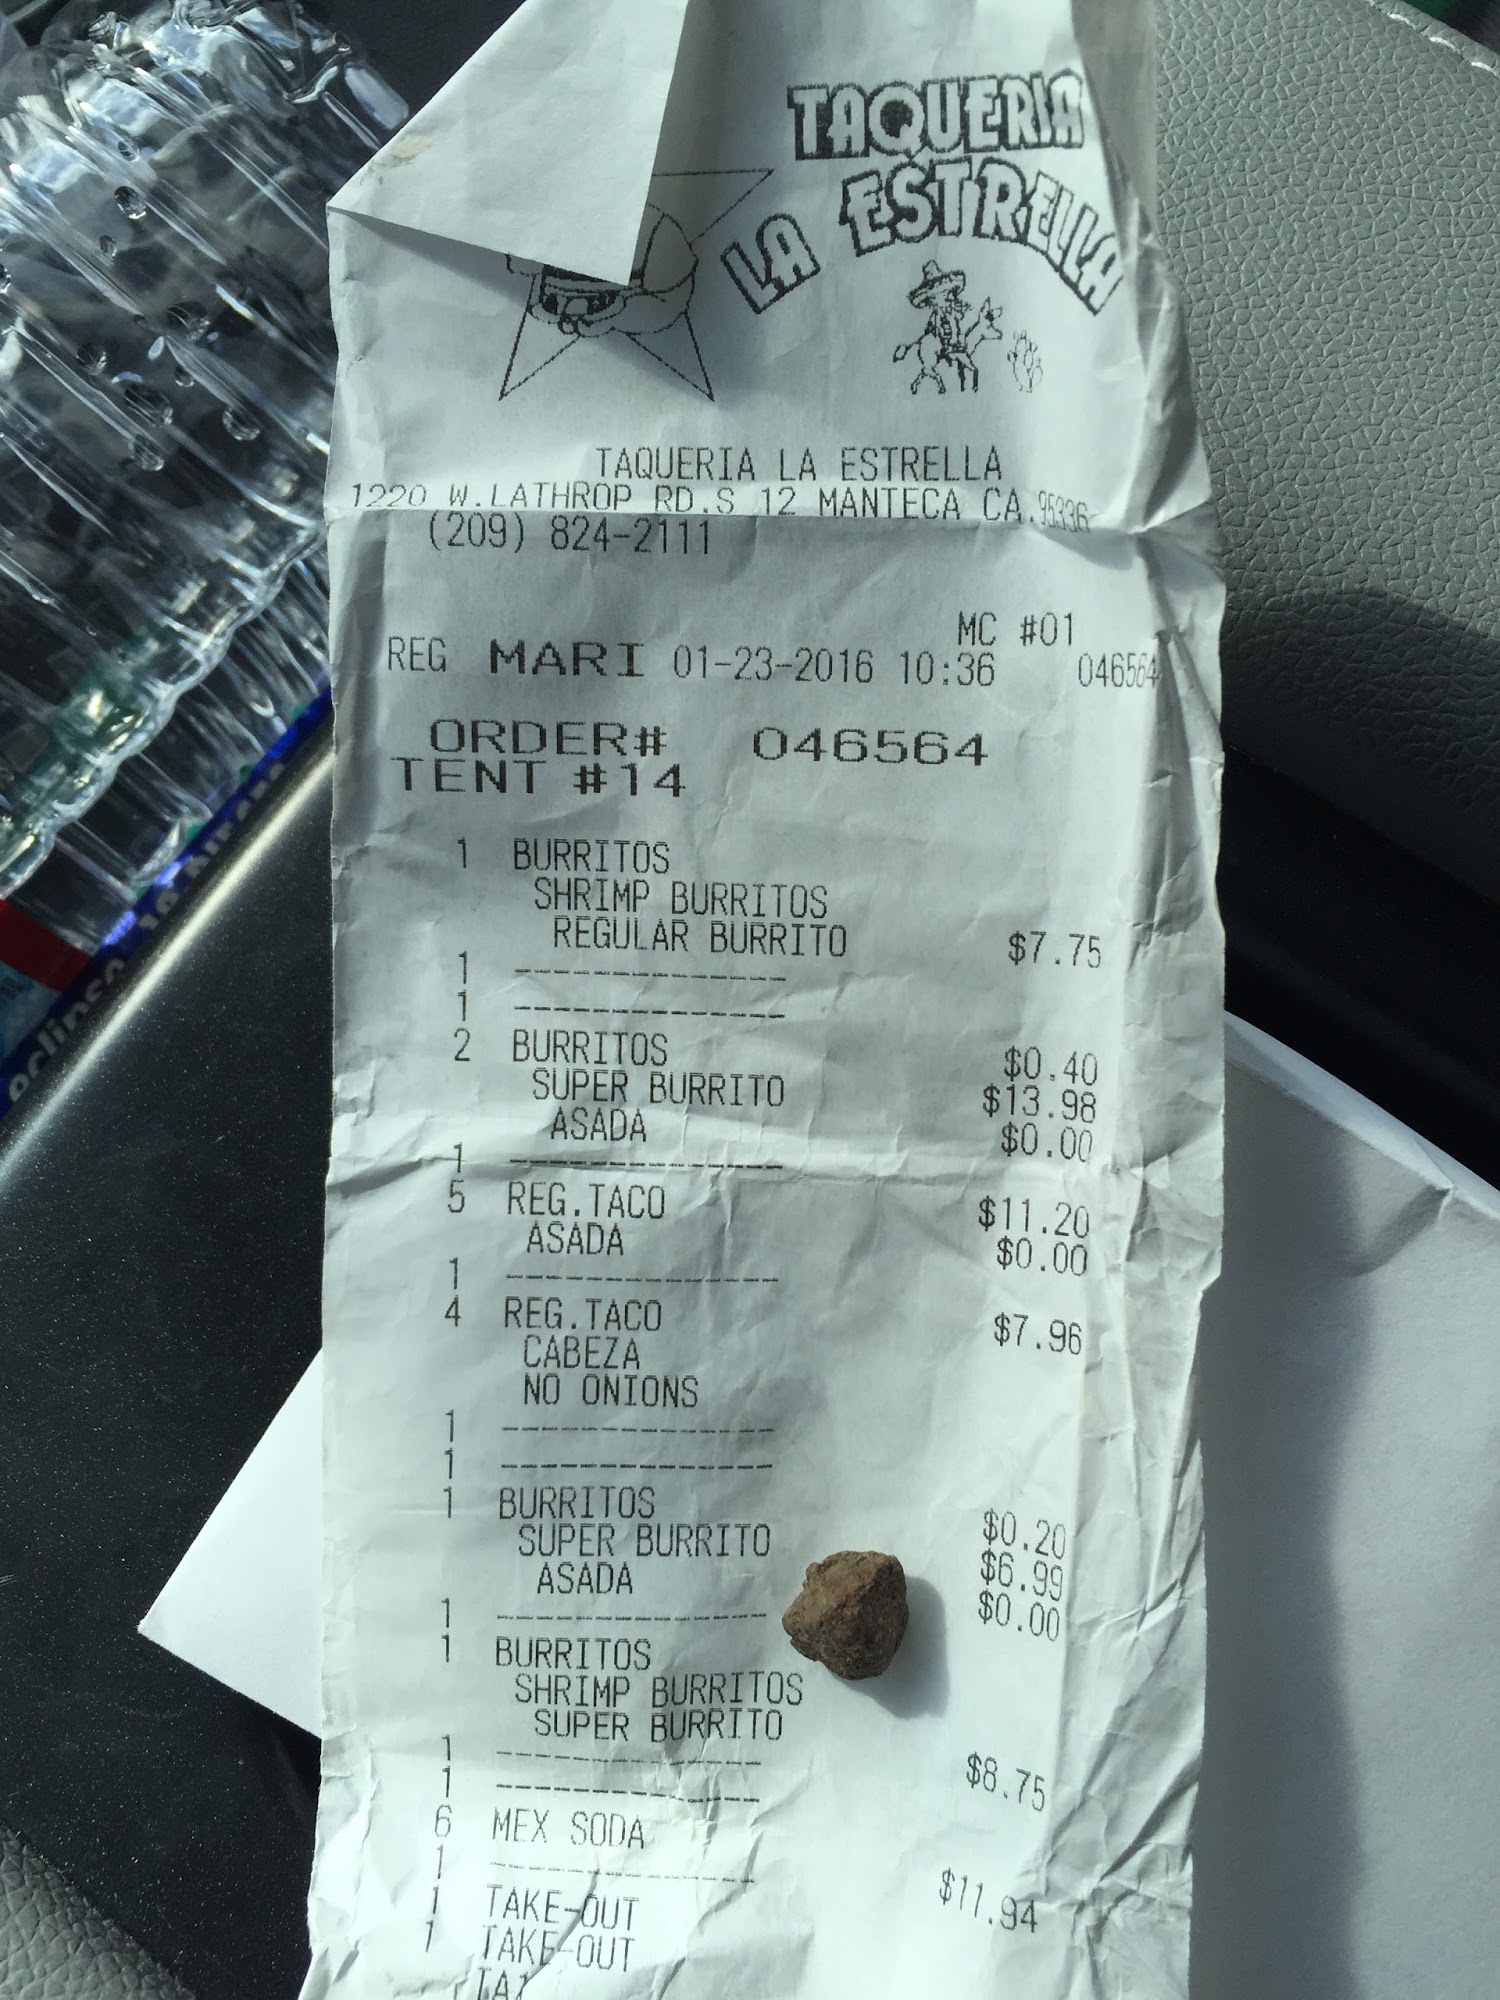 TAQUERIA
LA ESTRELLA
TAQUERIA LA ESTRELLA
1220 W.LATHROP RD.S 12 MANTECA CA.95336
(209) 824-2111
MC #01
REG MARI 01-23-2016 10:36 046564
ORDER# 046564
TENT #14
1 BURRITOS
SHRIMP BURRITOS
REGULAR BURRITO $7.75
1 --------------
1 --------------
2 BURRITOS $0.40
SUPER BURRITO $13.98
ASADA $0.00
1 --------------
5 REG.TACO $11.20
ASADA $0.00
1 --------------
4 REG.TACO $7.96
CABEZA
NO ONIONS
1 --------------
1 --------------
1 BURRITOS $0.20
SUPER BURRITO $6.99
ASADA $0.00
1 --------------
1 BURRITOS
SHRIMP BURRITOS
SUPER BURRITO $8.75
1 --------------
1 --------------
6 MEX SODA $11.94
1 --------------
1 TAKE-OUT
1 TAKE-OUT
eclipse